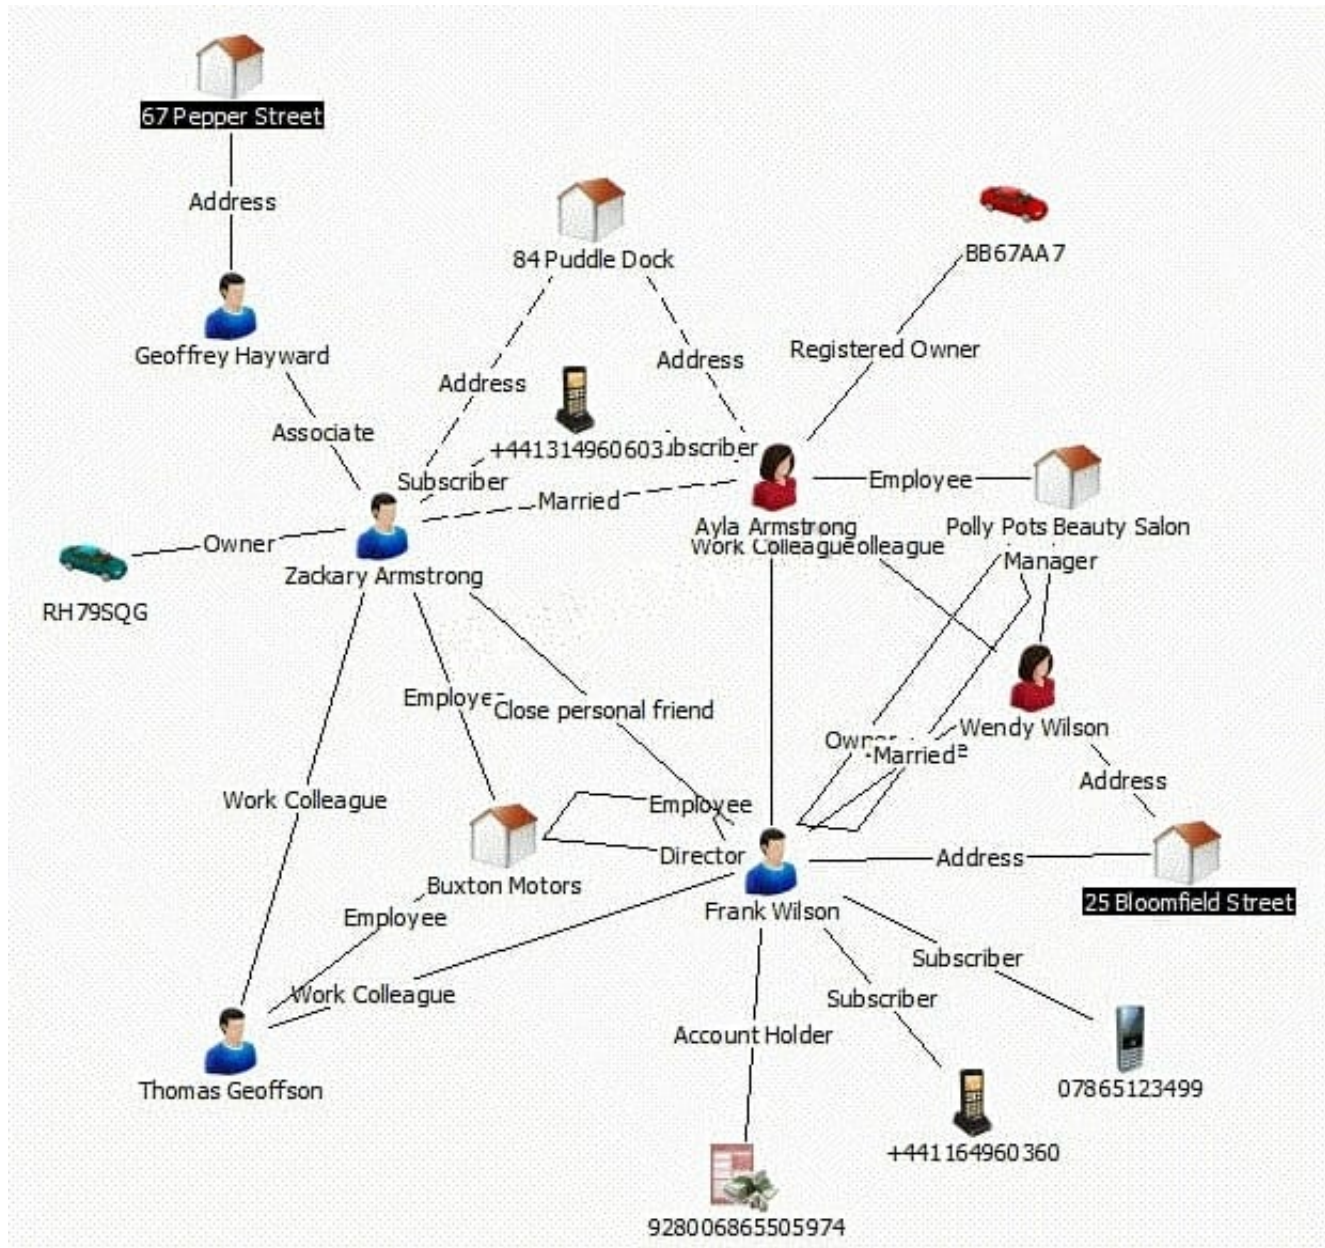 67 Pepper Street
Address
84 Puddle Dock
BB67AA7
Geoffrey Hayward
Registered Owner
Address
Address
Associate
+441314960603
Subscriber
Employee
Married
Ayla Armstrong
Polly Pots Beauty Salon
Owner
Work Colleague
Manager
Zackary Armstrong
RH79SQG
Close personal friend
Wendy Wilson
Married
Address
Work Colleague
Employee
Director
Address
Buxton Motors
25 Bloomfield Street
Frank Wilson
Employee
Subscriber
Work Colleague
Subscriber
Account Holder
Thomas Geoffson
07865123499
+441164960360
928006865505974